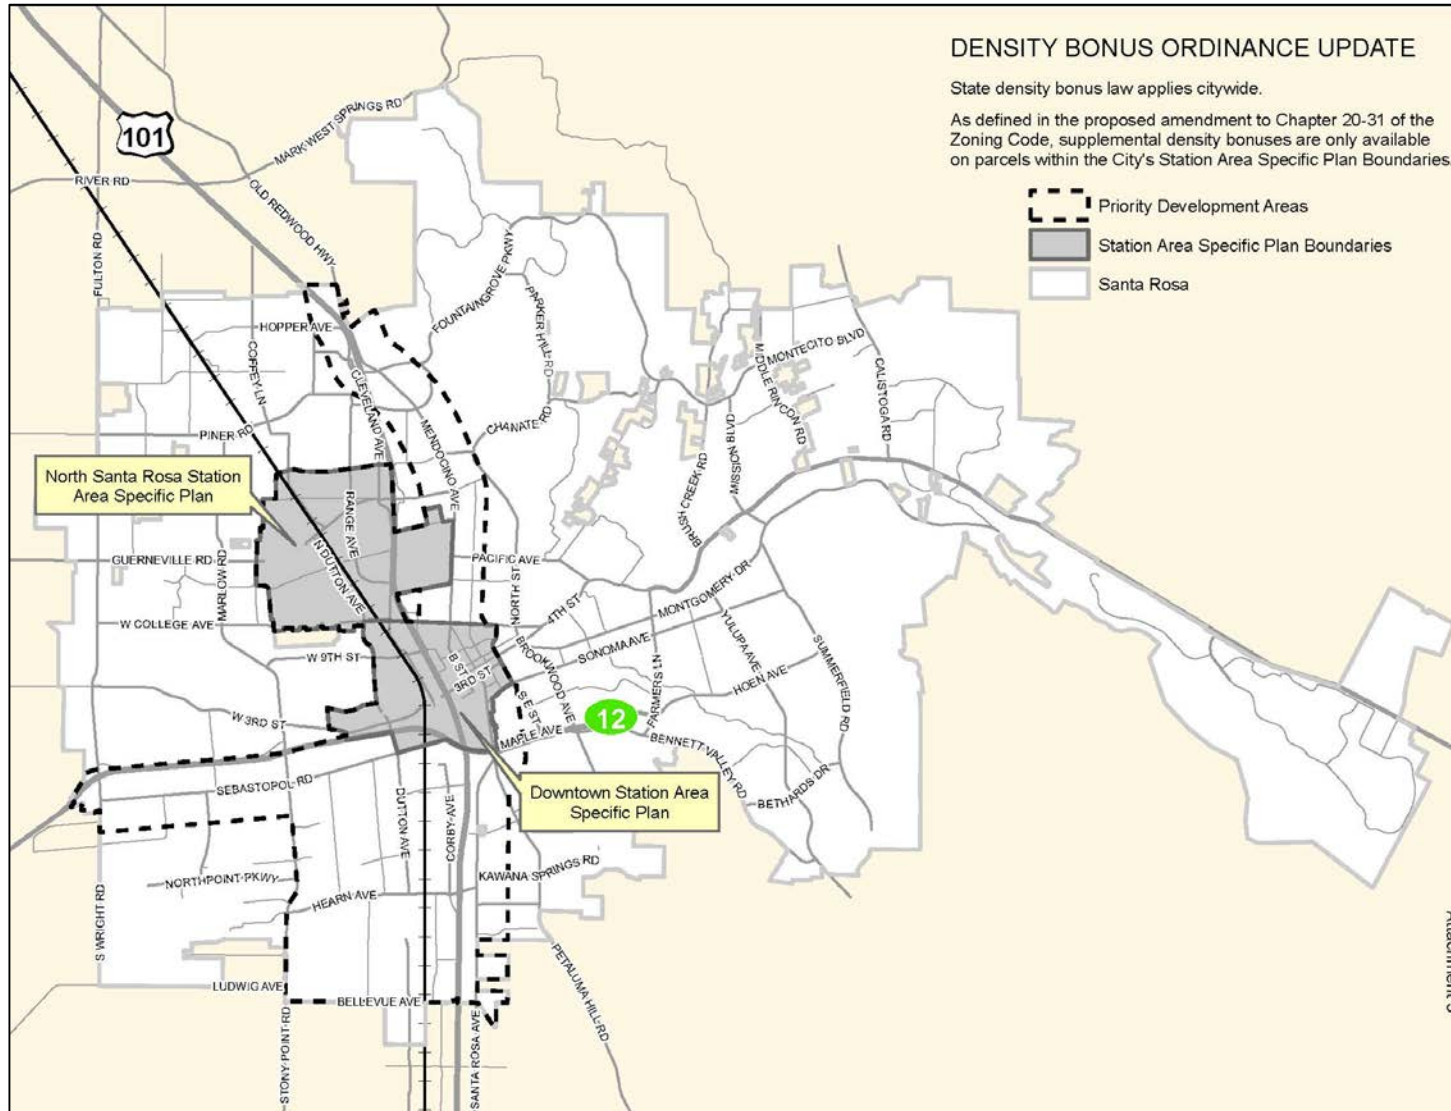 DENSITY BONUS ORDINANCE UPDATE
State density bonus law applies citywide.
As defined in the proposed amendment to Chapter 20-31 of the
Zoning Code, supplemental density bonuses are only available
on parcels within the City's Station Area Specific Plan Boundaries.
Priority Development Areas
Station Area Specific Plan Boundaries
Santa Rosa
101
MARK WEST SPRINGS RD
RIVER RD
OLD REDWOOD HWY
FULTON RD
FOUNTAINGROVE PKWY
PARKER HILL RD
HOPPER AVE
COFFEY LN
CLEVELAND AVE
MENDOCINO AVE
CHANATE RD
PINER RD
MIDDLE RINCON RD
MONTECITO BLVD
CALISTOGA RD
BRUSH CREEK RD
MISSION BLVD
North Santa Rosa Station
Area Specific Plan
RANGE AVE
N DUTTON AVE
GUERNEVILLE RD
MARLOW RD
PACIFIC AVE
NORTH ST
W COLLEGE AVE
4TH ST
MONTGOMERY DR
SONOMA AVE
YULUPA AVE
SUMMERFIELD RD
W 9TH ST
B ST
3RD ST
BROOKWOOD AVE
S E ST
FARMERS LN
HOEN AVE
W 3RD ST
MAPLE AVE
12
BENNETT VALLEY RD
BETHARDS DR
SEBASTOPOL RD
Downtown Station Area
Specific Plan
DUTTON AVE
CORBY AVE
KAWANA SPRINGS RD
NORTHPOINT PKWY
HEARN AVE
S WRIGHT RD
LUDWIG AVE
BELLEVUE AVE
STONY POINT RD
SANTA ROSA AVE
PETALUMA HILL RD